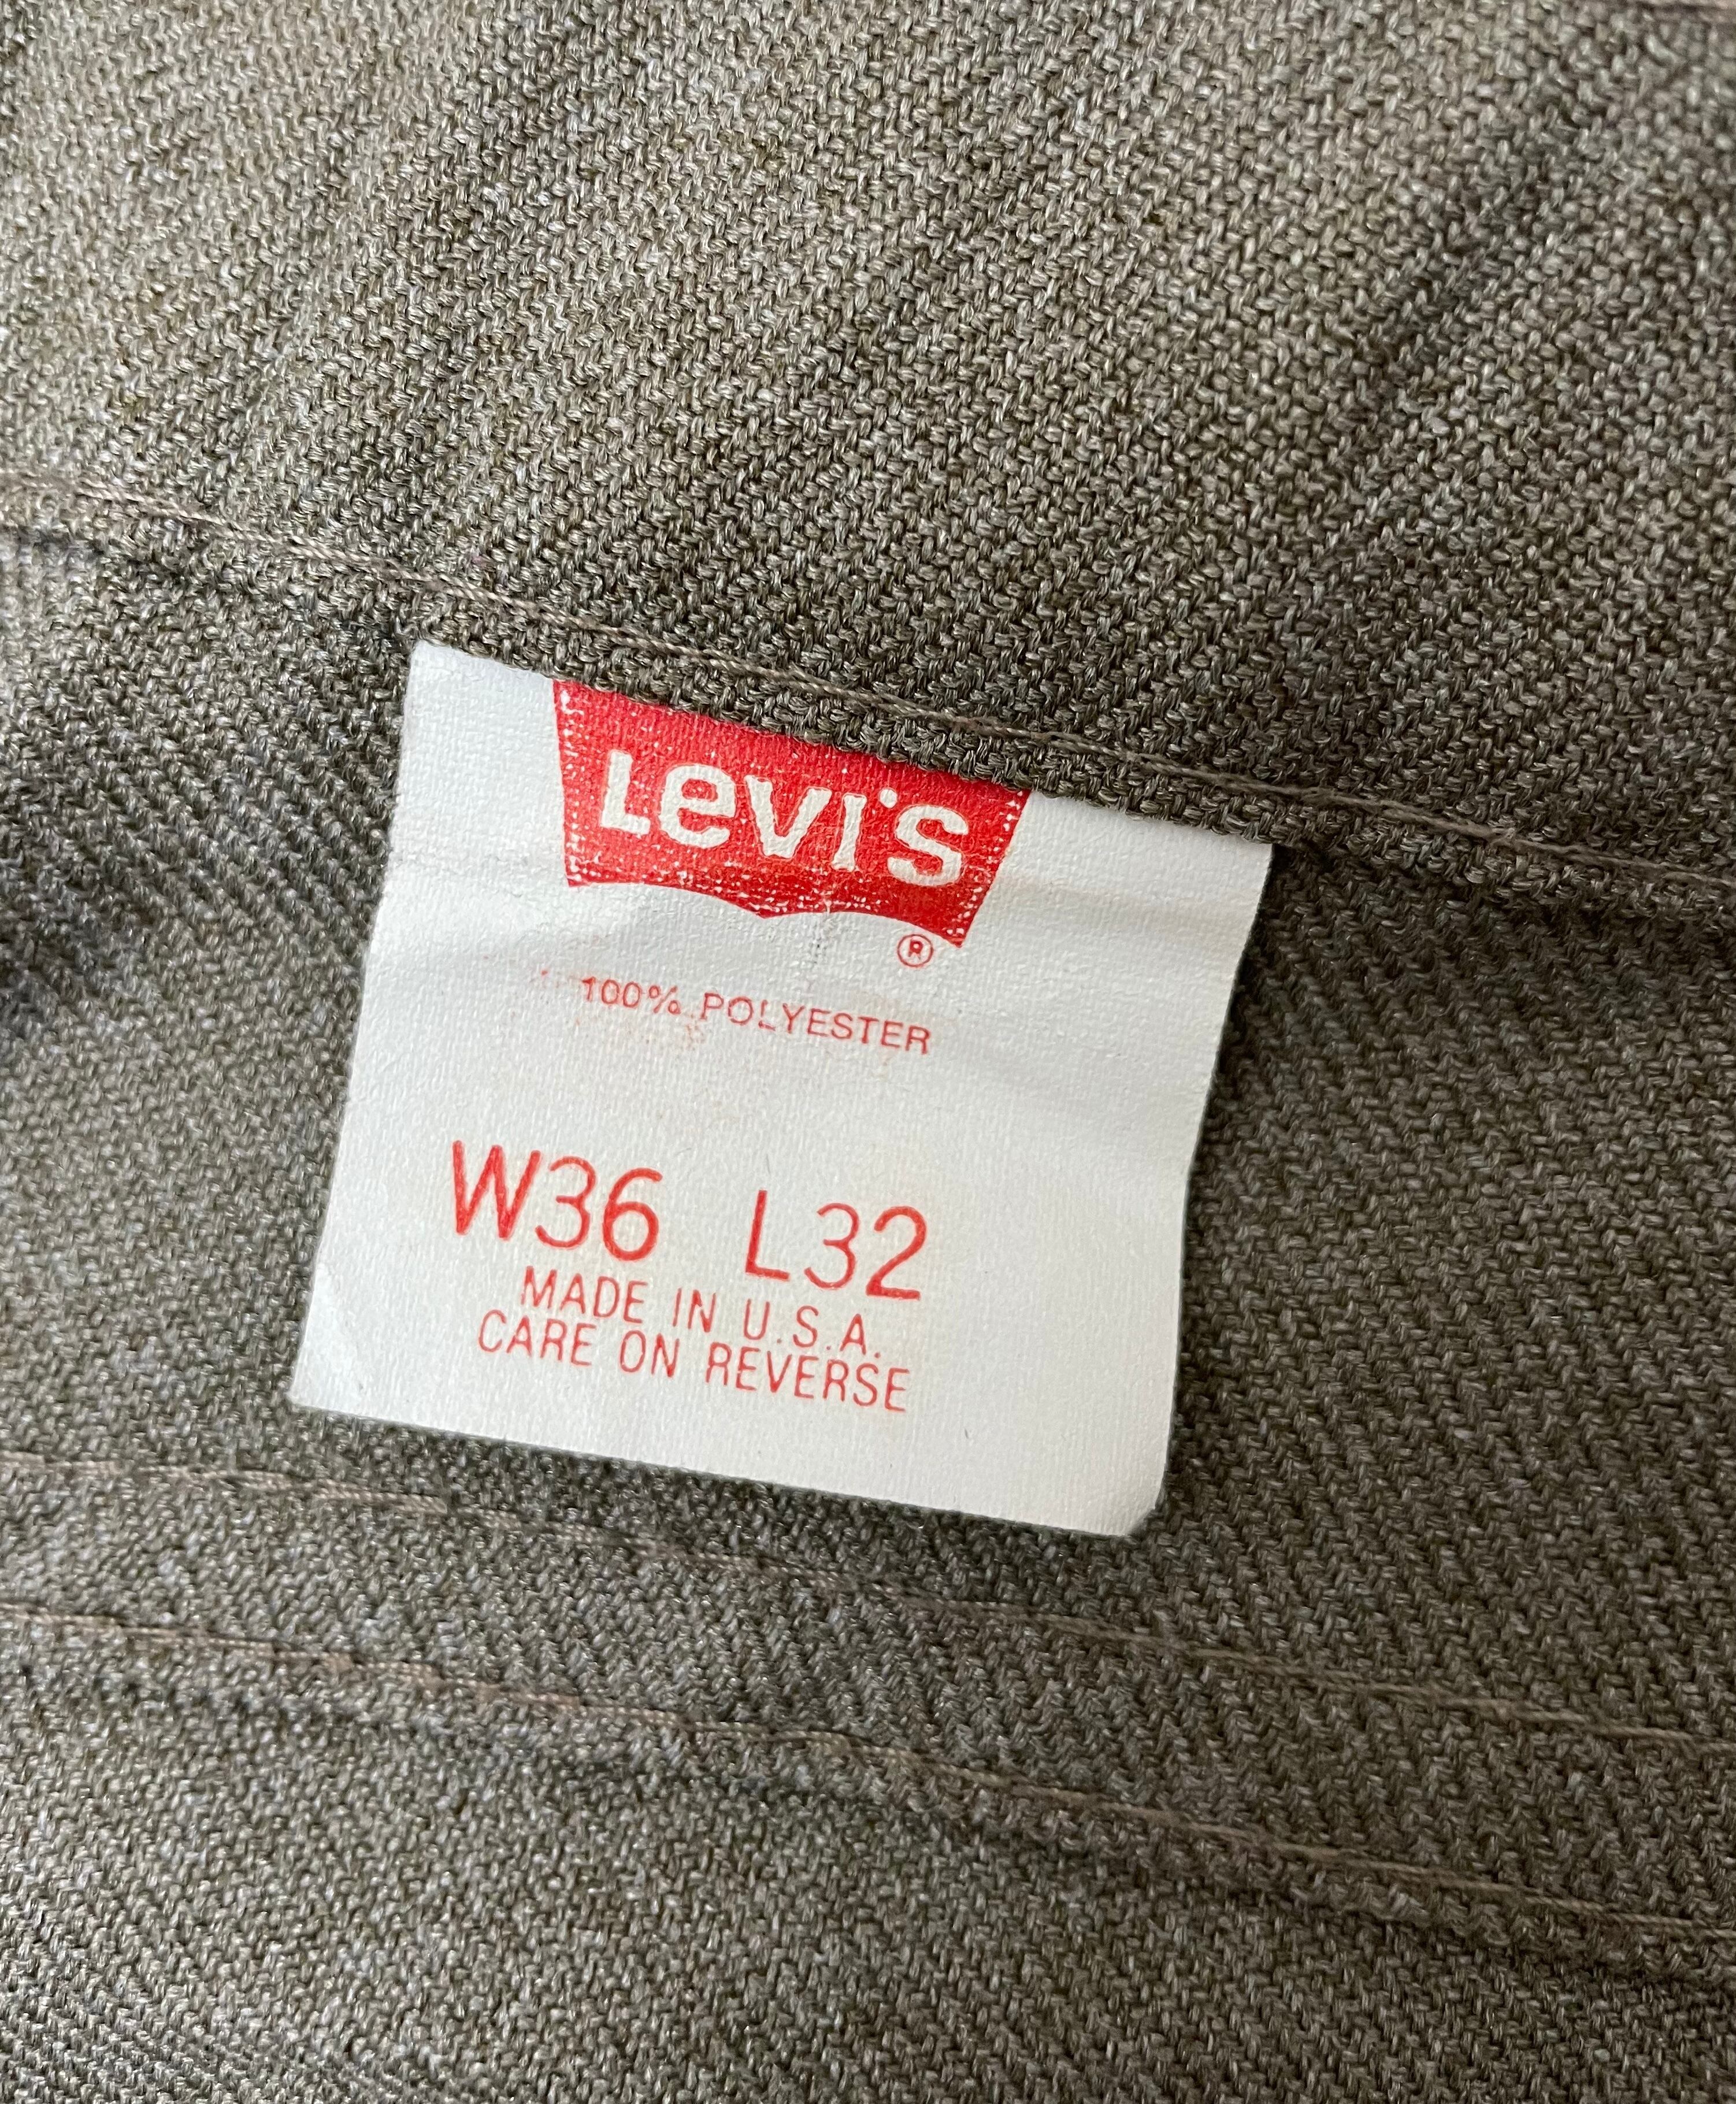 Levi's
®
100% POLYESTER
W36 L32
MADE IN U.S.A.
CARE ON REVERSE